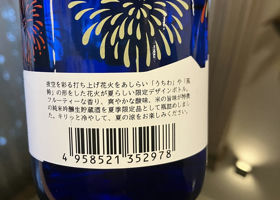 夜空を彩る打ち上げ花火をあしらい「うちわ」や「風
鈴」の形をした花火が夏らしい限定デザインボトル。
フルーティーな香り、爽やかな酸味、米の旨味が特徴
の純米吟醸生貯蔵酒を夏季限定品として瓶詰めしまし
た。キリッと冷やして、夏の涼をお楽しみください。
4958521352978